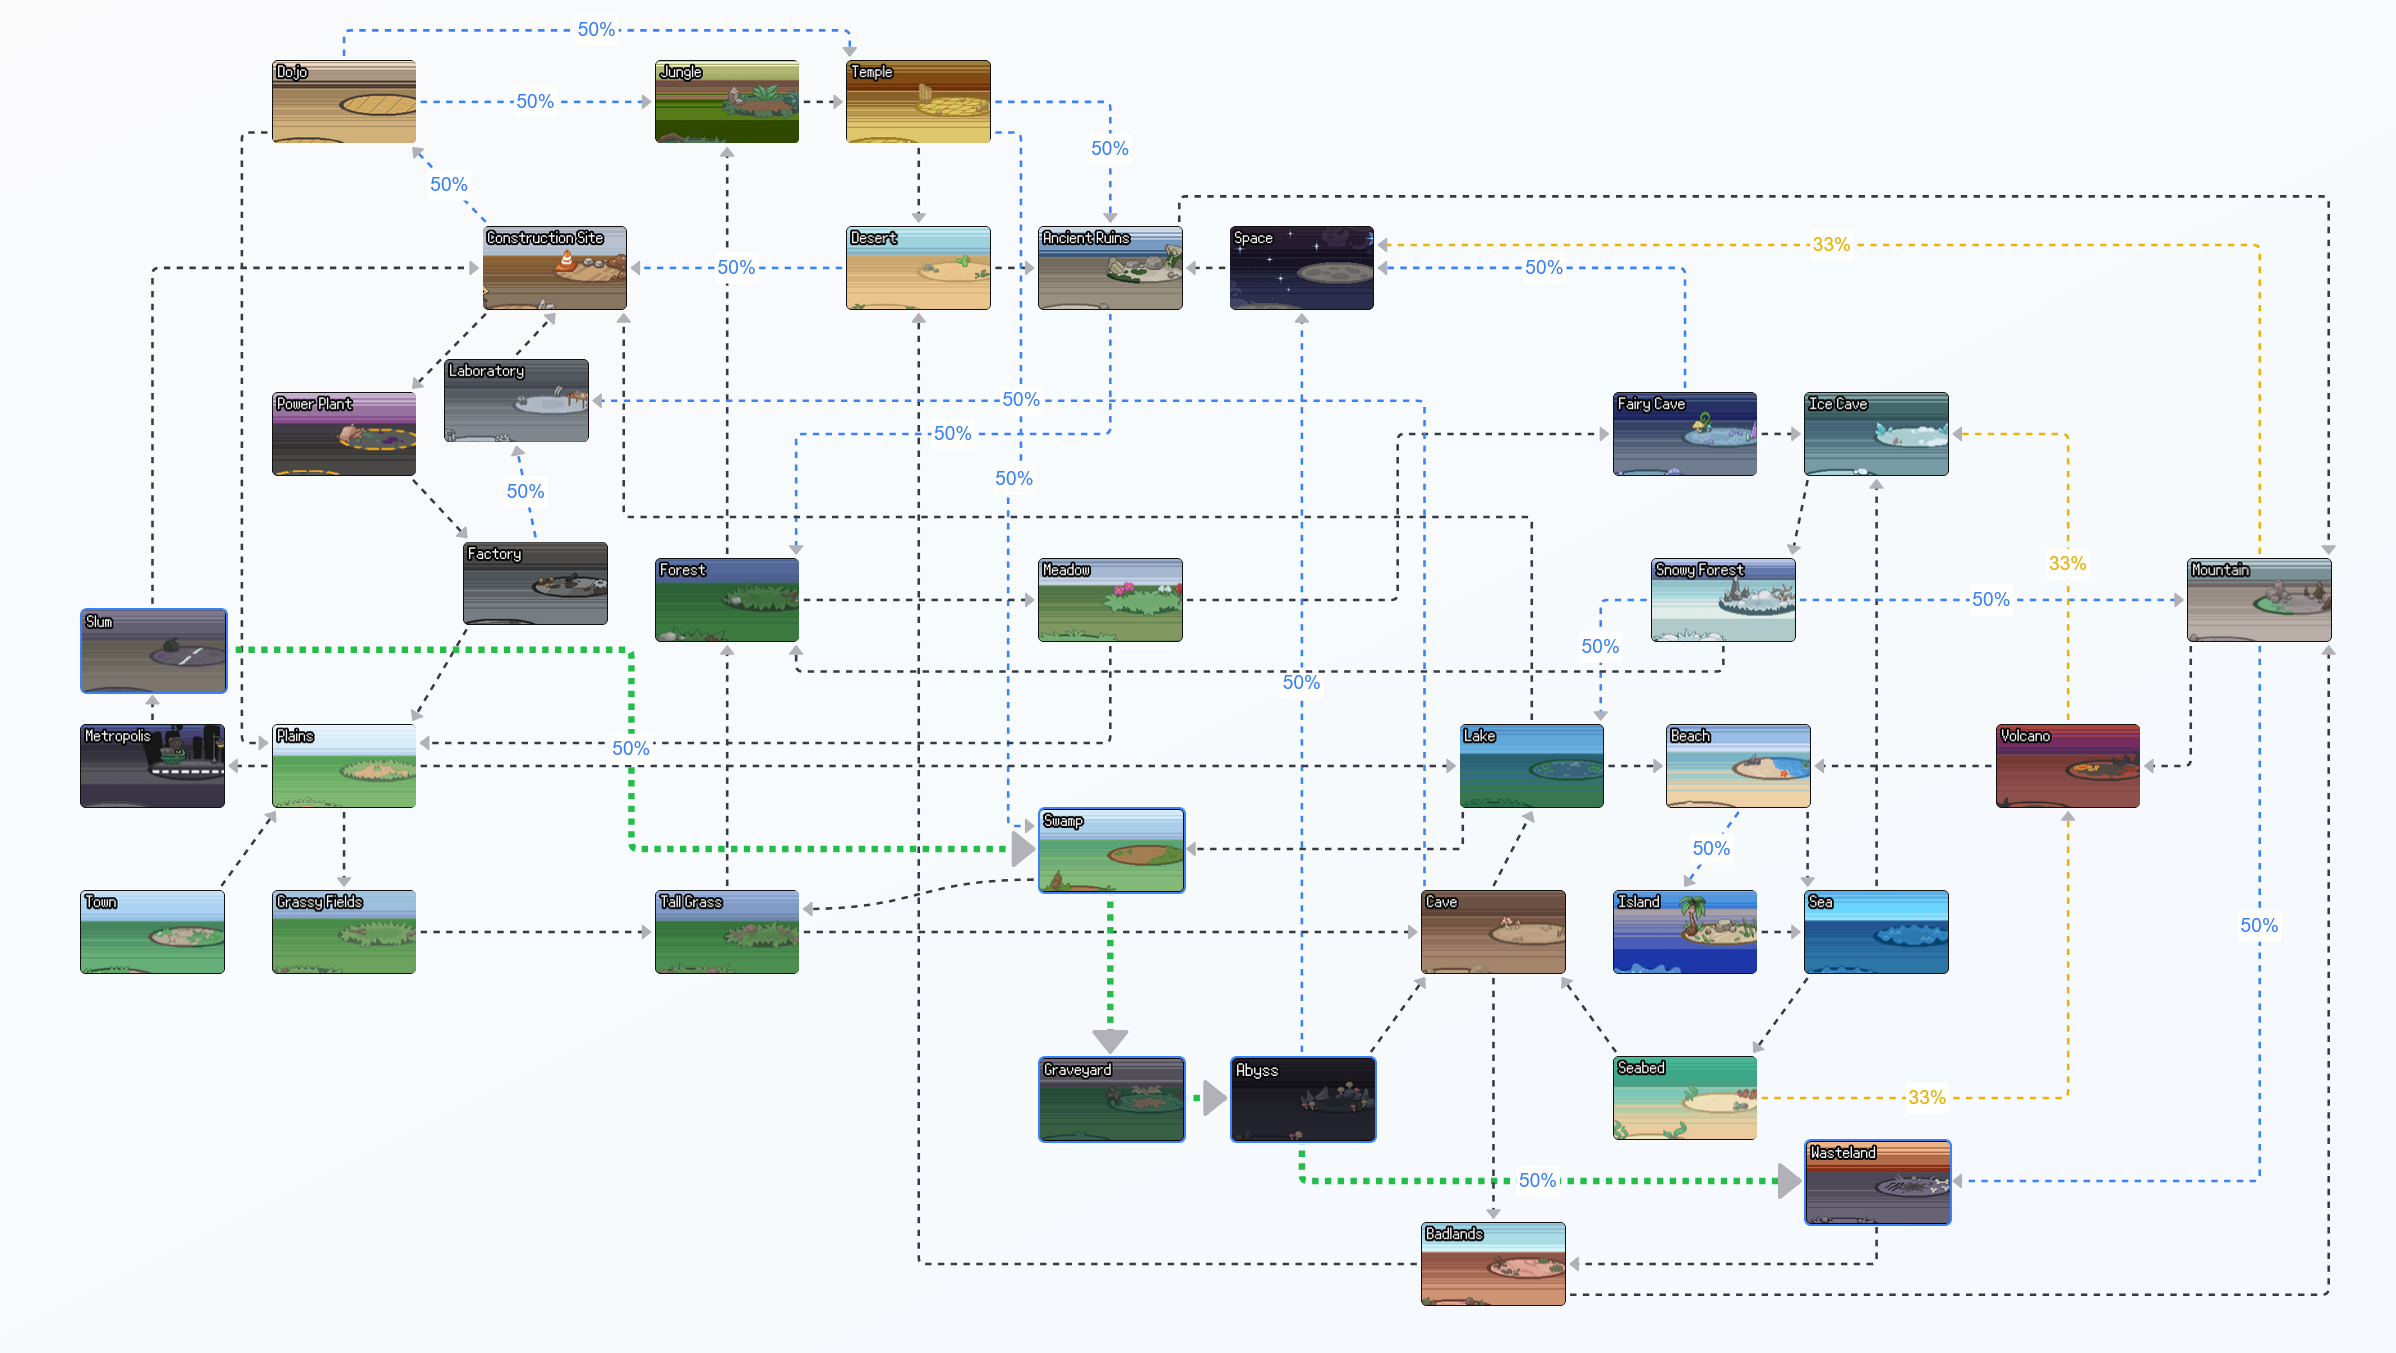 50%
Dojo
Jungle
Temple
50%
50%
50%
Construction Site
Desert
Ancient Ruins
Space
33%
50%
50%
Laboratory
Power Plant
50%
Fairy Cave
Ice Cave
50%
50%
50%
Factory
33%
Forest
Meadow
Snowy Forest
Mountain
50%
Slum
50%
50%
Metropolis
Plains
50%
Lake
Beach
Volcano
Swamp
50%
Town
Grassy Fields
Tall Grass
Cave
Island
Sea
50%
Graveyard
Abyss
Seabed
33%
Wasteland
50%
Badlands